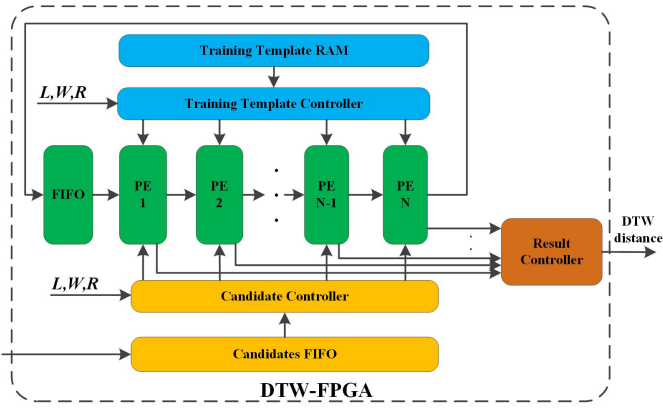 Training Template RAM
L,W,R
Training Template Controller
FIFO
PE
1
PE
2
PE
N-1
PE
N
DTW
distance
Result
Controller
L,W,R
Candidate Controller
Candidates FIFO
DTW-FPGA